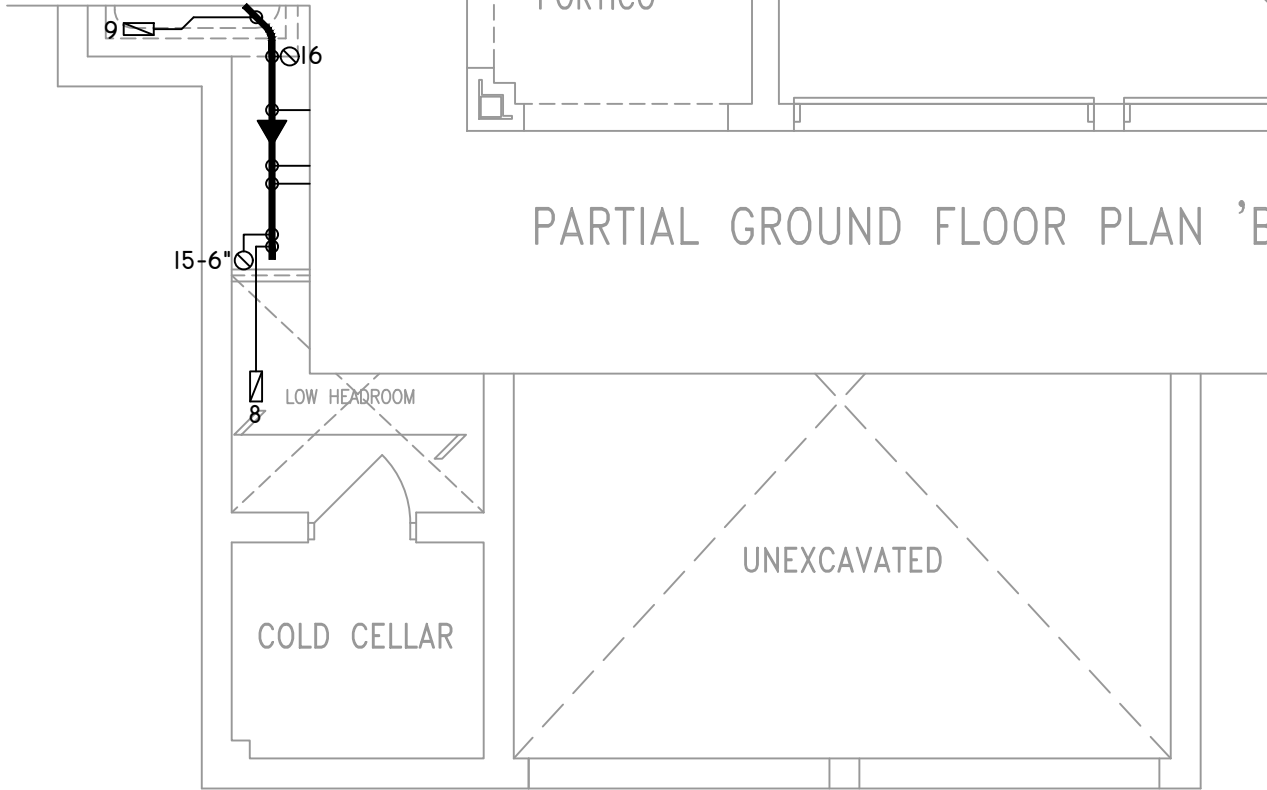 PORTICO
9
16
PARTIAL GROUND FLOOR PLAN 'B
15-6"
LOW HEADROOM
8
UNEXCAVATED
COLD CELLAR